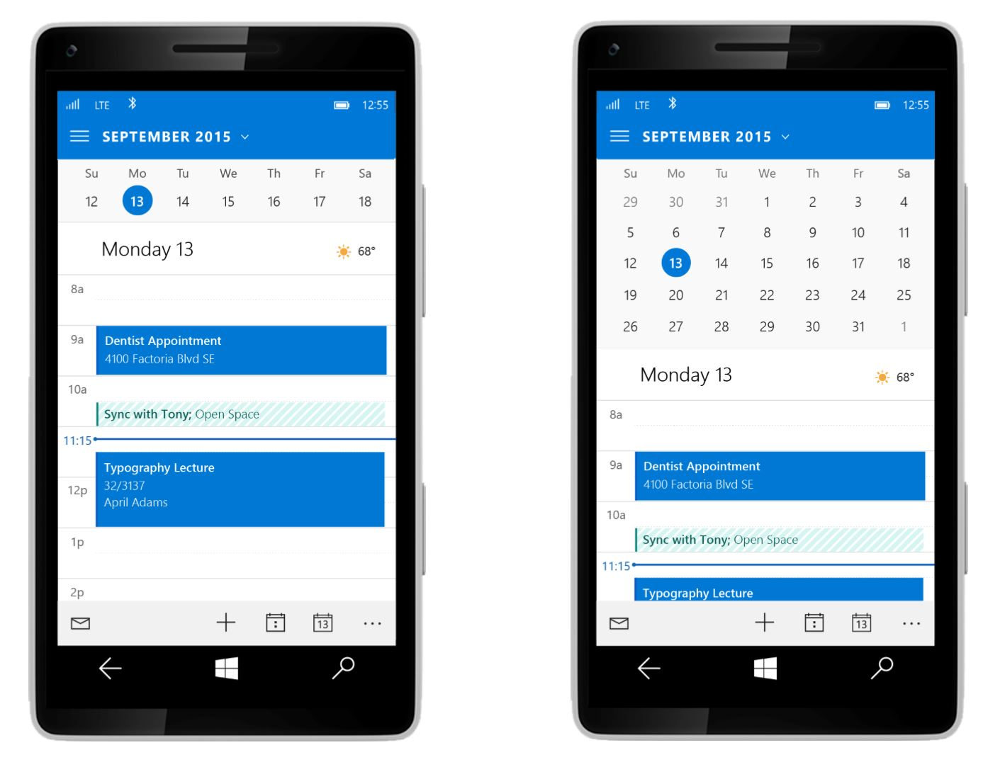 LTE 12:55
SEPTEMBER 2015
Su Mo Tu We Th Fr Sa
12 13 14 15 16 17 18
Monday 13 68°
8a
9a Dentist Appointment
4100 Factoria Blvd SE
10a
Sync with Tony; Open Space
11:15
Typography Lecture
32/3137
12p
April Adams
1p
2p
13
LTE 12:55
SEPTEMBER 2015
Su Mo Tu We Th Fr Sa
29 30 31 1 2 3 4
5 6 7 8 9 10 11
12 13 14 15 16 17 18
19 20 21 22 23 24 25
26 27 28 29 30 31 1
Monday 13 68°
8a
9a Dentist Appointment
4100 Factoria Blvd SE
10a
Sync with Tony; Open Space
11:15
Typography Lecture
13